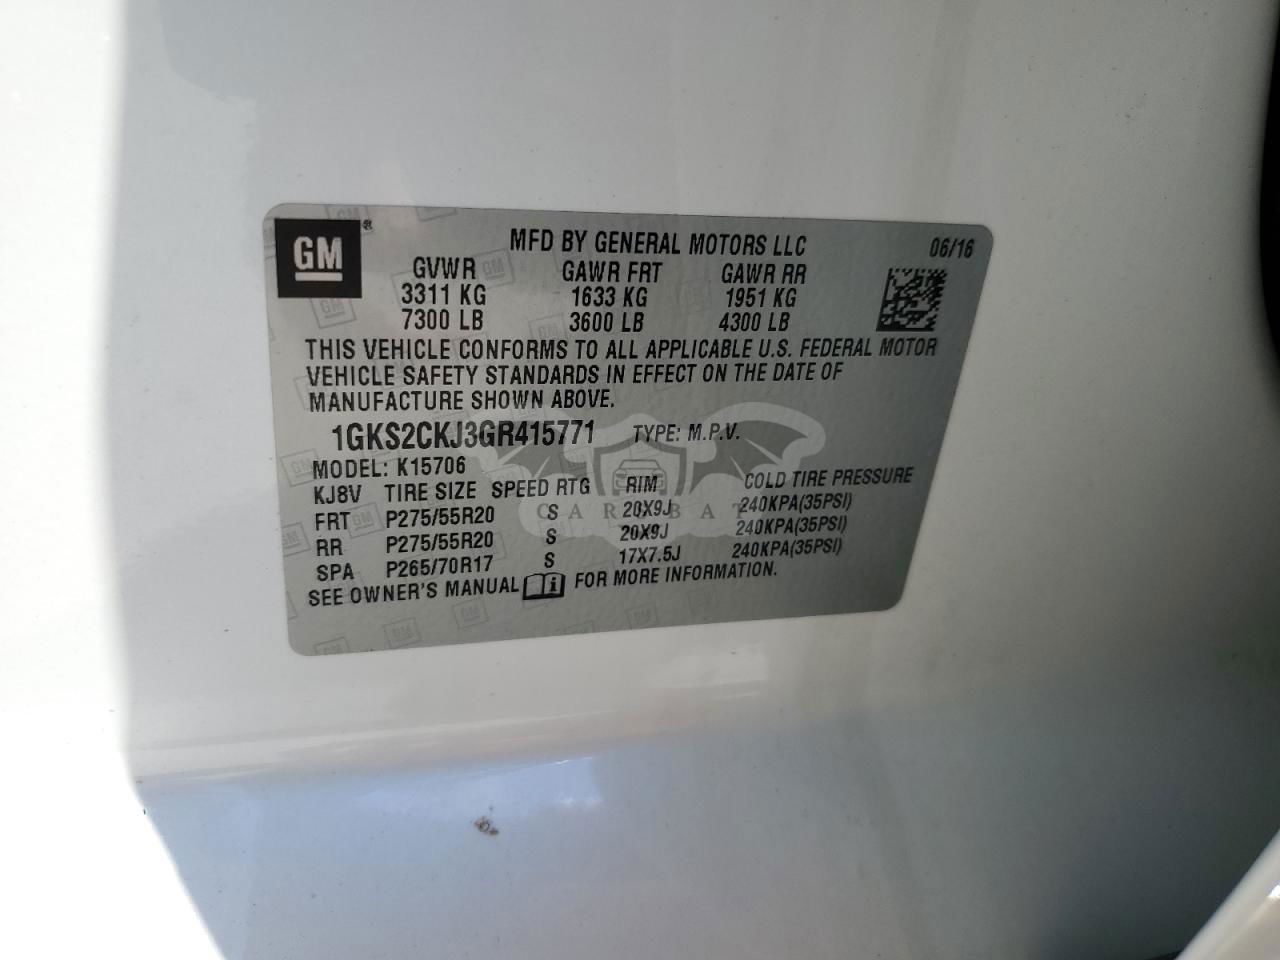 GM ®
MFD BY GENERAL MOTORS LLC 06/16
GVWR GAWR FRT GAWR RR
3311 KG 1633 KG 1951 KG
7300 LB 3600 LB 4300 LB
THIS VEHICLE CONFORMS TO ALL APPLICABLE U.S. FEDERAL MOTOR
VEHICLE SAFETY STANDARDS IN EFFECT ON THE DATE OF
MANUFACTURE SHOWN ABOVE.
1GKS2CKJ3GR415771 TYPE: M.P.V.
MODEL: K15706
KJ8V TIRE SIZE SPEED RTG RIM COLD TIRE PRESSURE
FRT P275/55R20 S 20X9J 240KPA(35PSI)
RR P275/55R20 S 20X9J 240KPA(35PSI)
SPA P265/70R17 S 17X7.5J 240KPA(35PSI)
SEE OWNER'S MANUAL i FOR MORE INFORMATION.